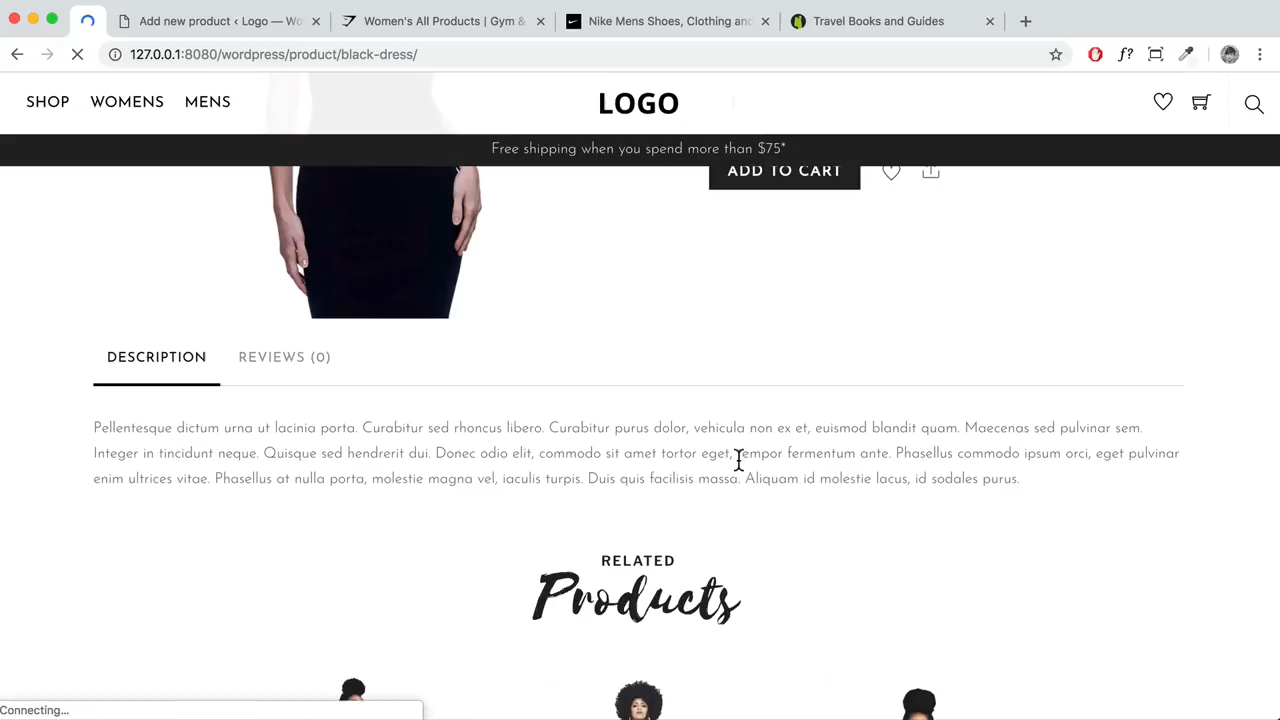 Add new product ‹ Logo — Wo
Women's All Products | Gym &
Nike Mens Shoes, Clothing and
Travel Books and Guides
127.0.0.1:8080/wordpress/product/black-dress/
f?
SHOP WOMENS MENS
LOGO
Free shipping when you spend more than $75*
ADD TO CART
DESCRIPTION
REVIEWS (0)
Pellentesque dictum urna ut lacinia porta. Curabitur sed rhoncus libero. Curabitur purus dolor, vehicula non ex et, euismod blandit quam. Maecenas sed pulvinar sem.
Integer in tincidunt neque. Quisque sed hendrerit dui. Donec odio elit, commodo sit amet tortor eget, tempor fermentum ante. Phasellus commodo ipsum orci, eget pulvinar
enim ultrices vitae. Phasellus at nulla porta, molestie magna vel, iaculis turpis. Duis quis facilisis massa. Aliquam id molestie lacus, id sodales purus.
RELATED
Products
Connecting...